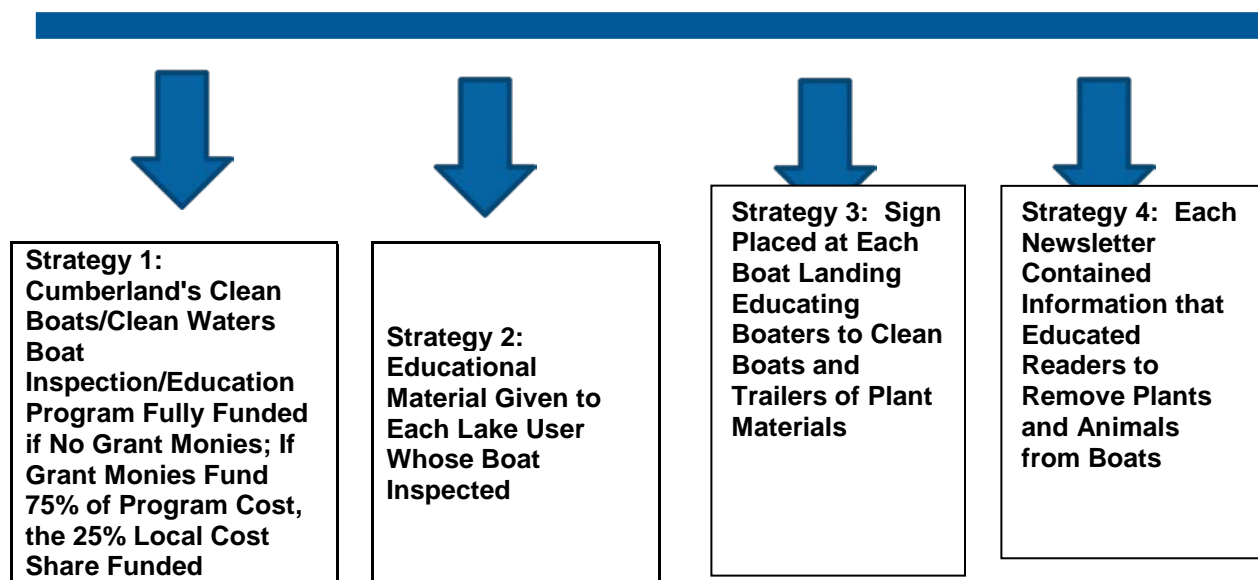 Strategy 1:
Cumberland's Clean
Boats/Clean Waters
Boat
Inspection/Education
Program Fully Funded
if No Grant Monies; If
Grant Monies Fund
75% of Program Cost,
the 25% Local Cost
Share Funded
Strategy 2:
Educational
Material Given to
Each Lake User
Whose Boat
Inspected
Strategy 3:  Sign
Placed at Each
Boat Landing
Educating
Boaters to Clean
Boats and
Trailers of Plant
Materials
Strategy 4:  Each
Newsletter
Contained
Information that
Educated
Readers to
Remove Plants
and Animals
from Boats